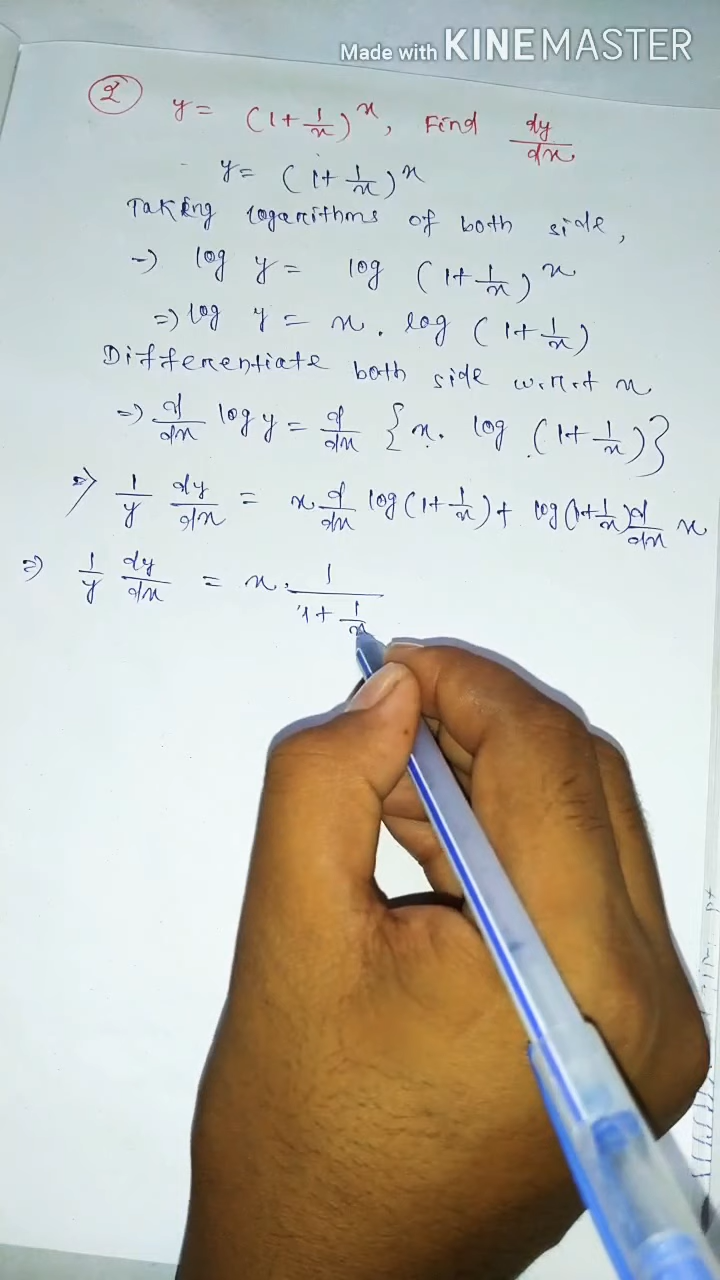 Made with KINEMASTER
② y = (1 + 1/x)^x, Find dy/dx
y = (1 + 1/x)^x
Taking logarithms of both side,
=> log y = log (1 + 1/x)^x
=> log y = x . log (1 + 1/x)
Differentiate both side w.r.t x
=> d/dx log y = d/dx {x. log (1 + 1/x)}
=> 1/y dy/dx = x d/dx log (1 + 1/x) + log (1 + 1/x) d/dx x
=> 1/y dy/dx = x . 1/(1 + 1/x)